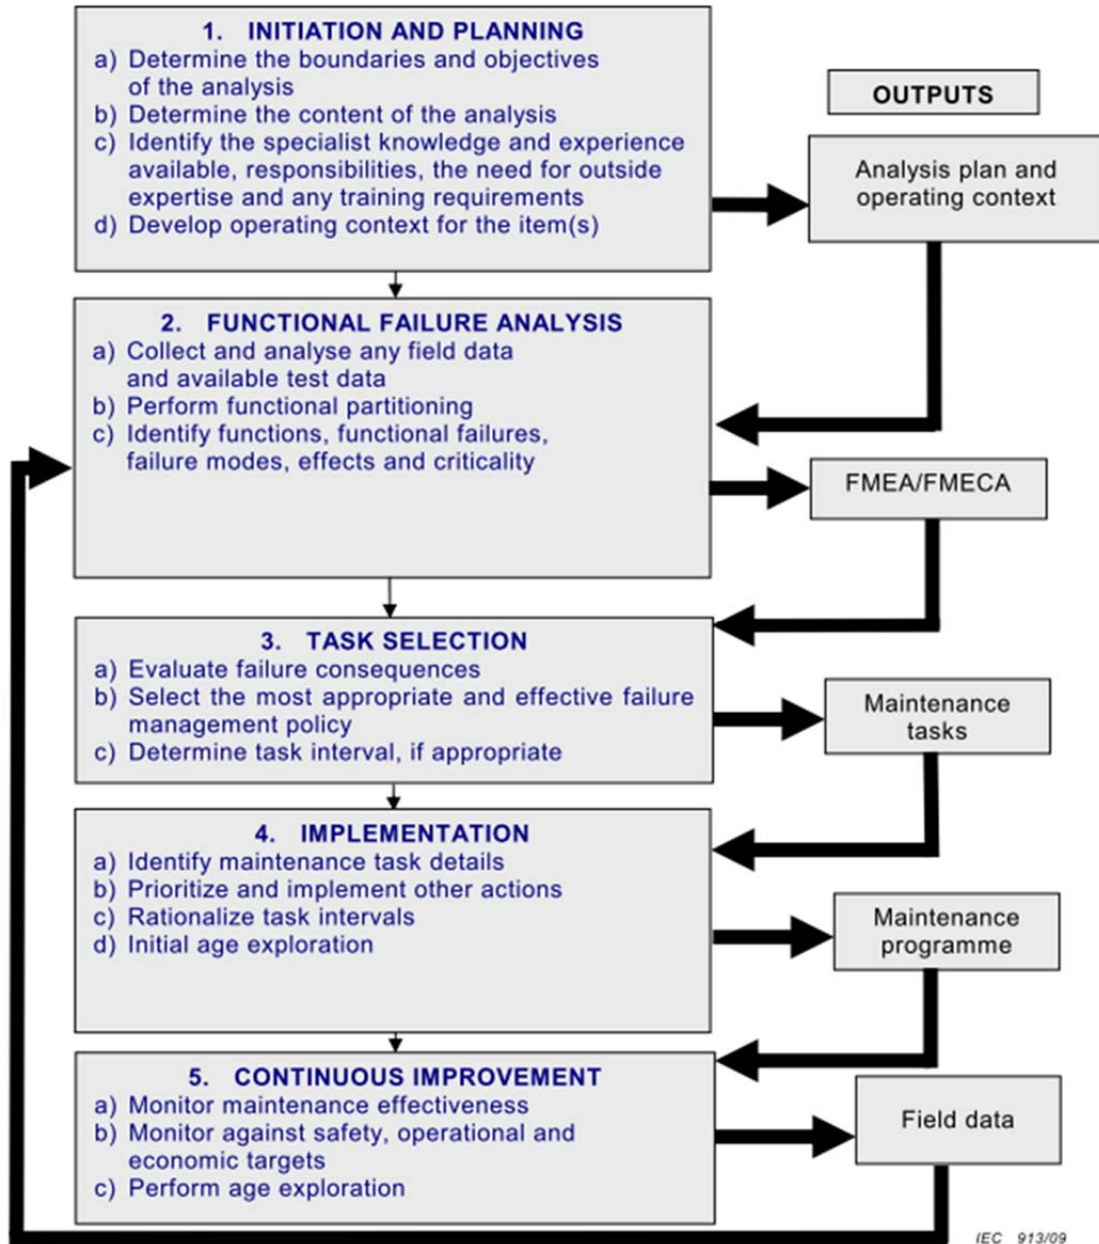 1. INITIATION AND PLANNING
a) Determine the boundaries and objectives
of the analysis
b) Determine the content of the analysis
c) Identify the specialist knowledge and experience
available, responsibilities, the need for outside
expertise and any training requirements
d) Develop operating context for the item(s)
OUTPUTS
Analysis plan and
operating context
2. FUNCTIONAL FAILURE ANALYSIS
a) Collect and analyse any field data
and available test data
b) Perform functional partitioning
c) Identify functions, functional failures,
failure modes, effects and criticality
FMEA/FMECA
3. TASK SELECTION
a) Evaluate failure consequences
b) Select the most appropriate and effective failure
management policy
c) Determine task interval, if appropriate
Maintenance
tasks
4. IMPLEMENTATION
a) Identify maintenance task details
b) Prioritize and implement other actions
c) Rationalize task intervals
d) Initial age exploration
Maintenance
programme
5. CONTINUOUS IMPROVEMENT
a) Monitor maintenance effectiveness
b) Monitor against safety, operational and
economic targets
c) Perform age exploration
Field data
IEC 913/09